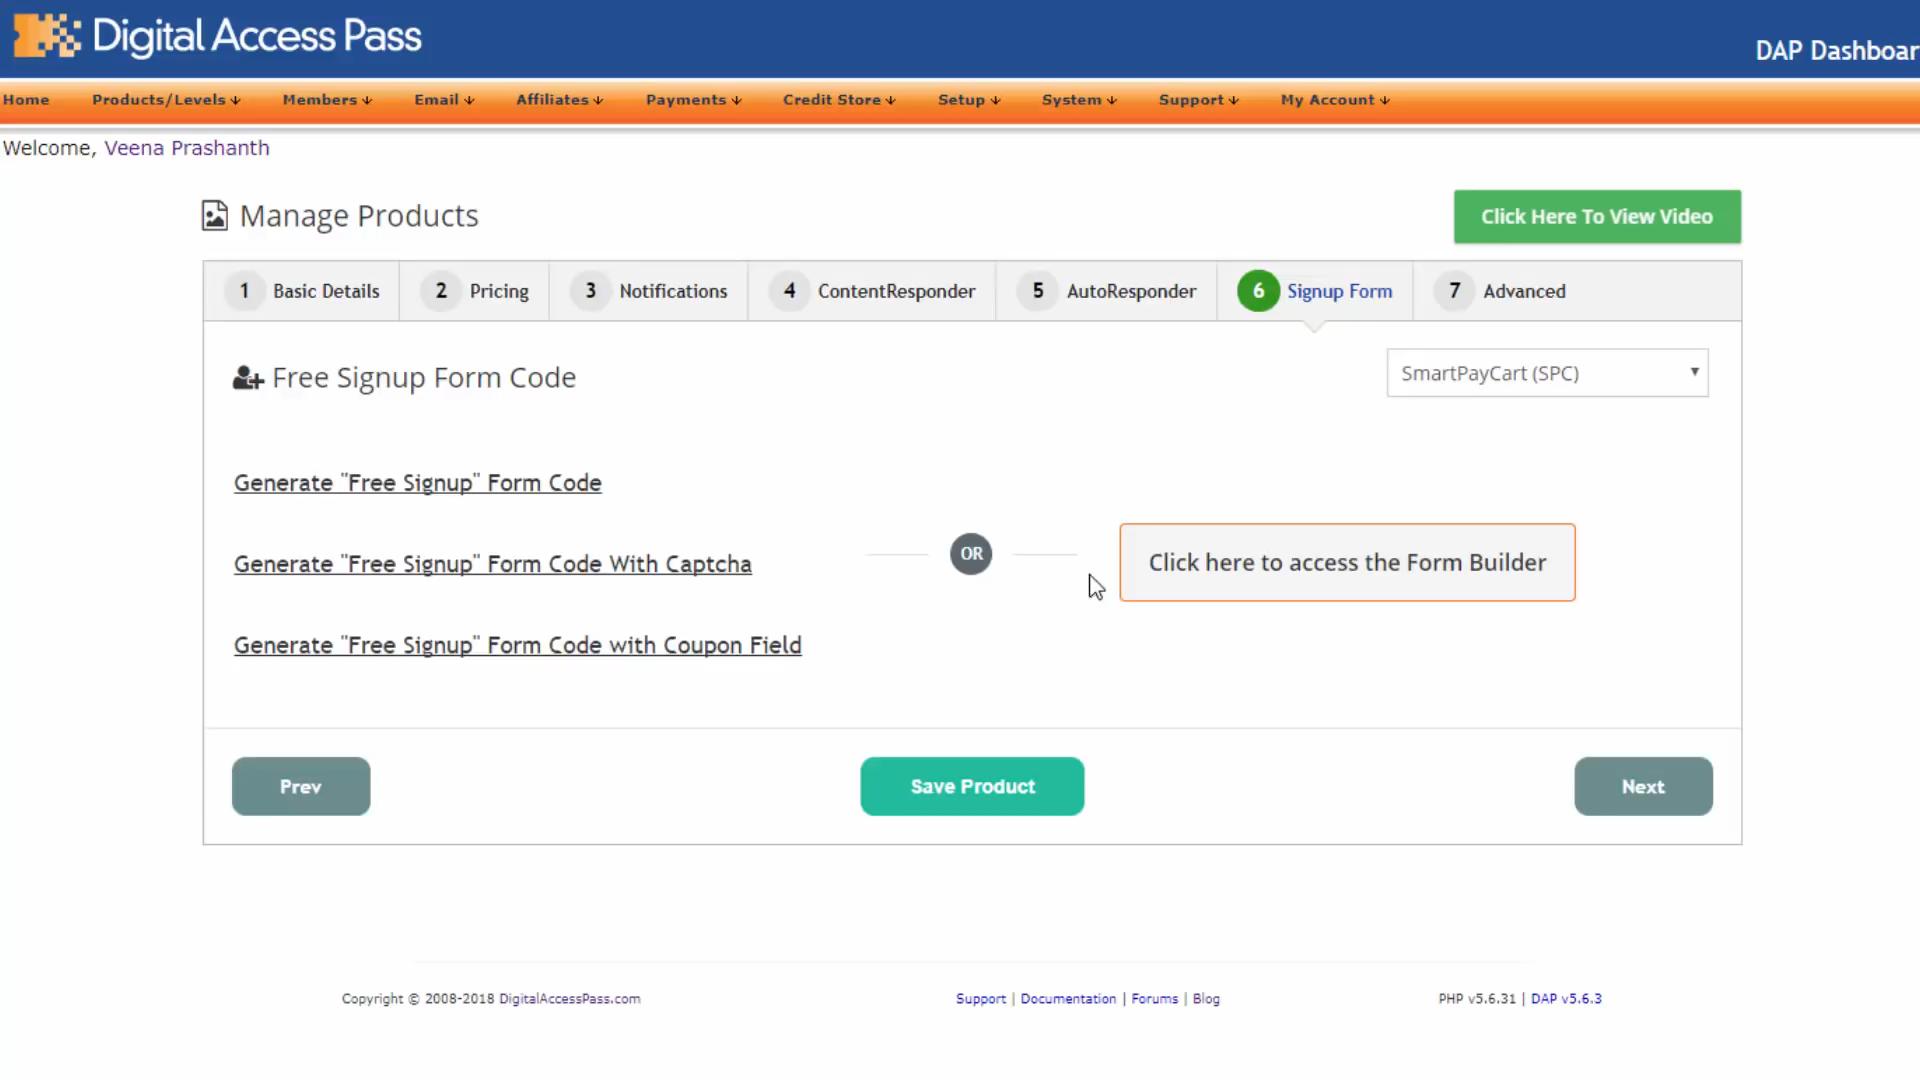 Digital Access Pass
DAP Dashboar
Home Products/Levels Members Email Affiliates Payments Credit Store Setup System Support My Account
Welcome, Veena Prashanth
Manage Products
Click Here To View Video
1 Basic Details 2 Pricing 3 Notifications 4 ContentResponder 5 AutoResponder 6 Signup Form 7 Advanced
Free Signup Form Code
SmartPayCart (SPC)
Generate "Free Signup" Form Code
Generate "Free Signup" Form Code With Captcha
OR
Click here to access the Form Builder
Generate "Free Signup" Form Code with Coupon Field
Prev
Save Product
Next
Copyright © 2008-2018 DigitalAccessPass.com
Support | Documentation | Forums | Blog
PHP v5.6.31 | DAP v5.6.3